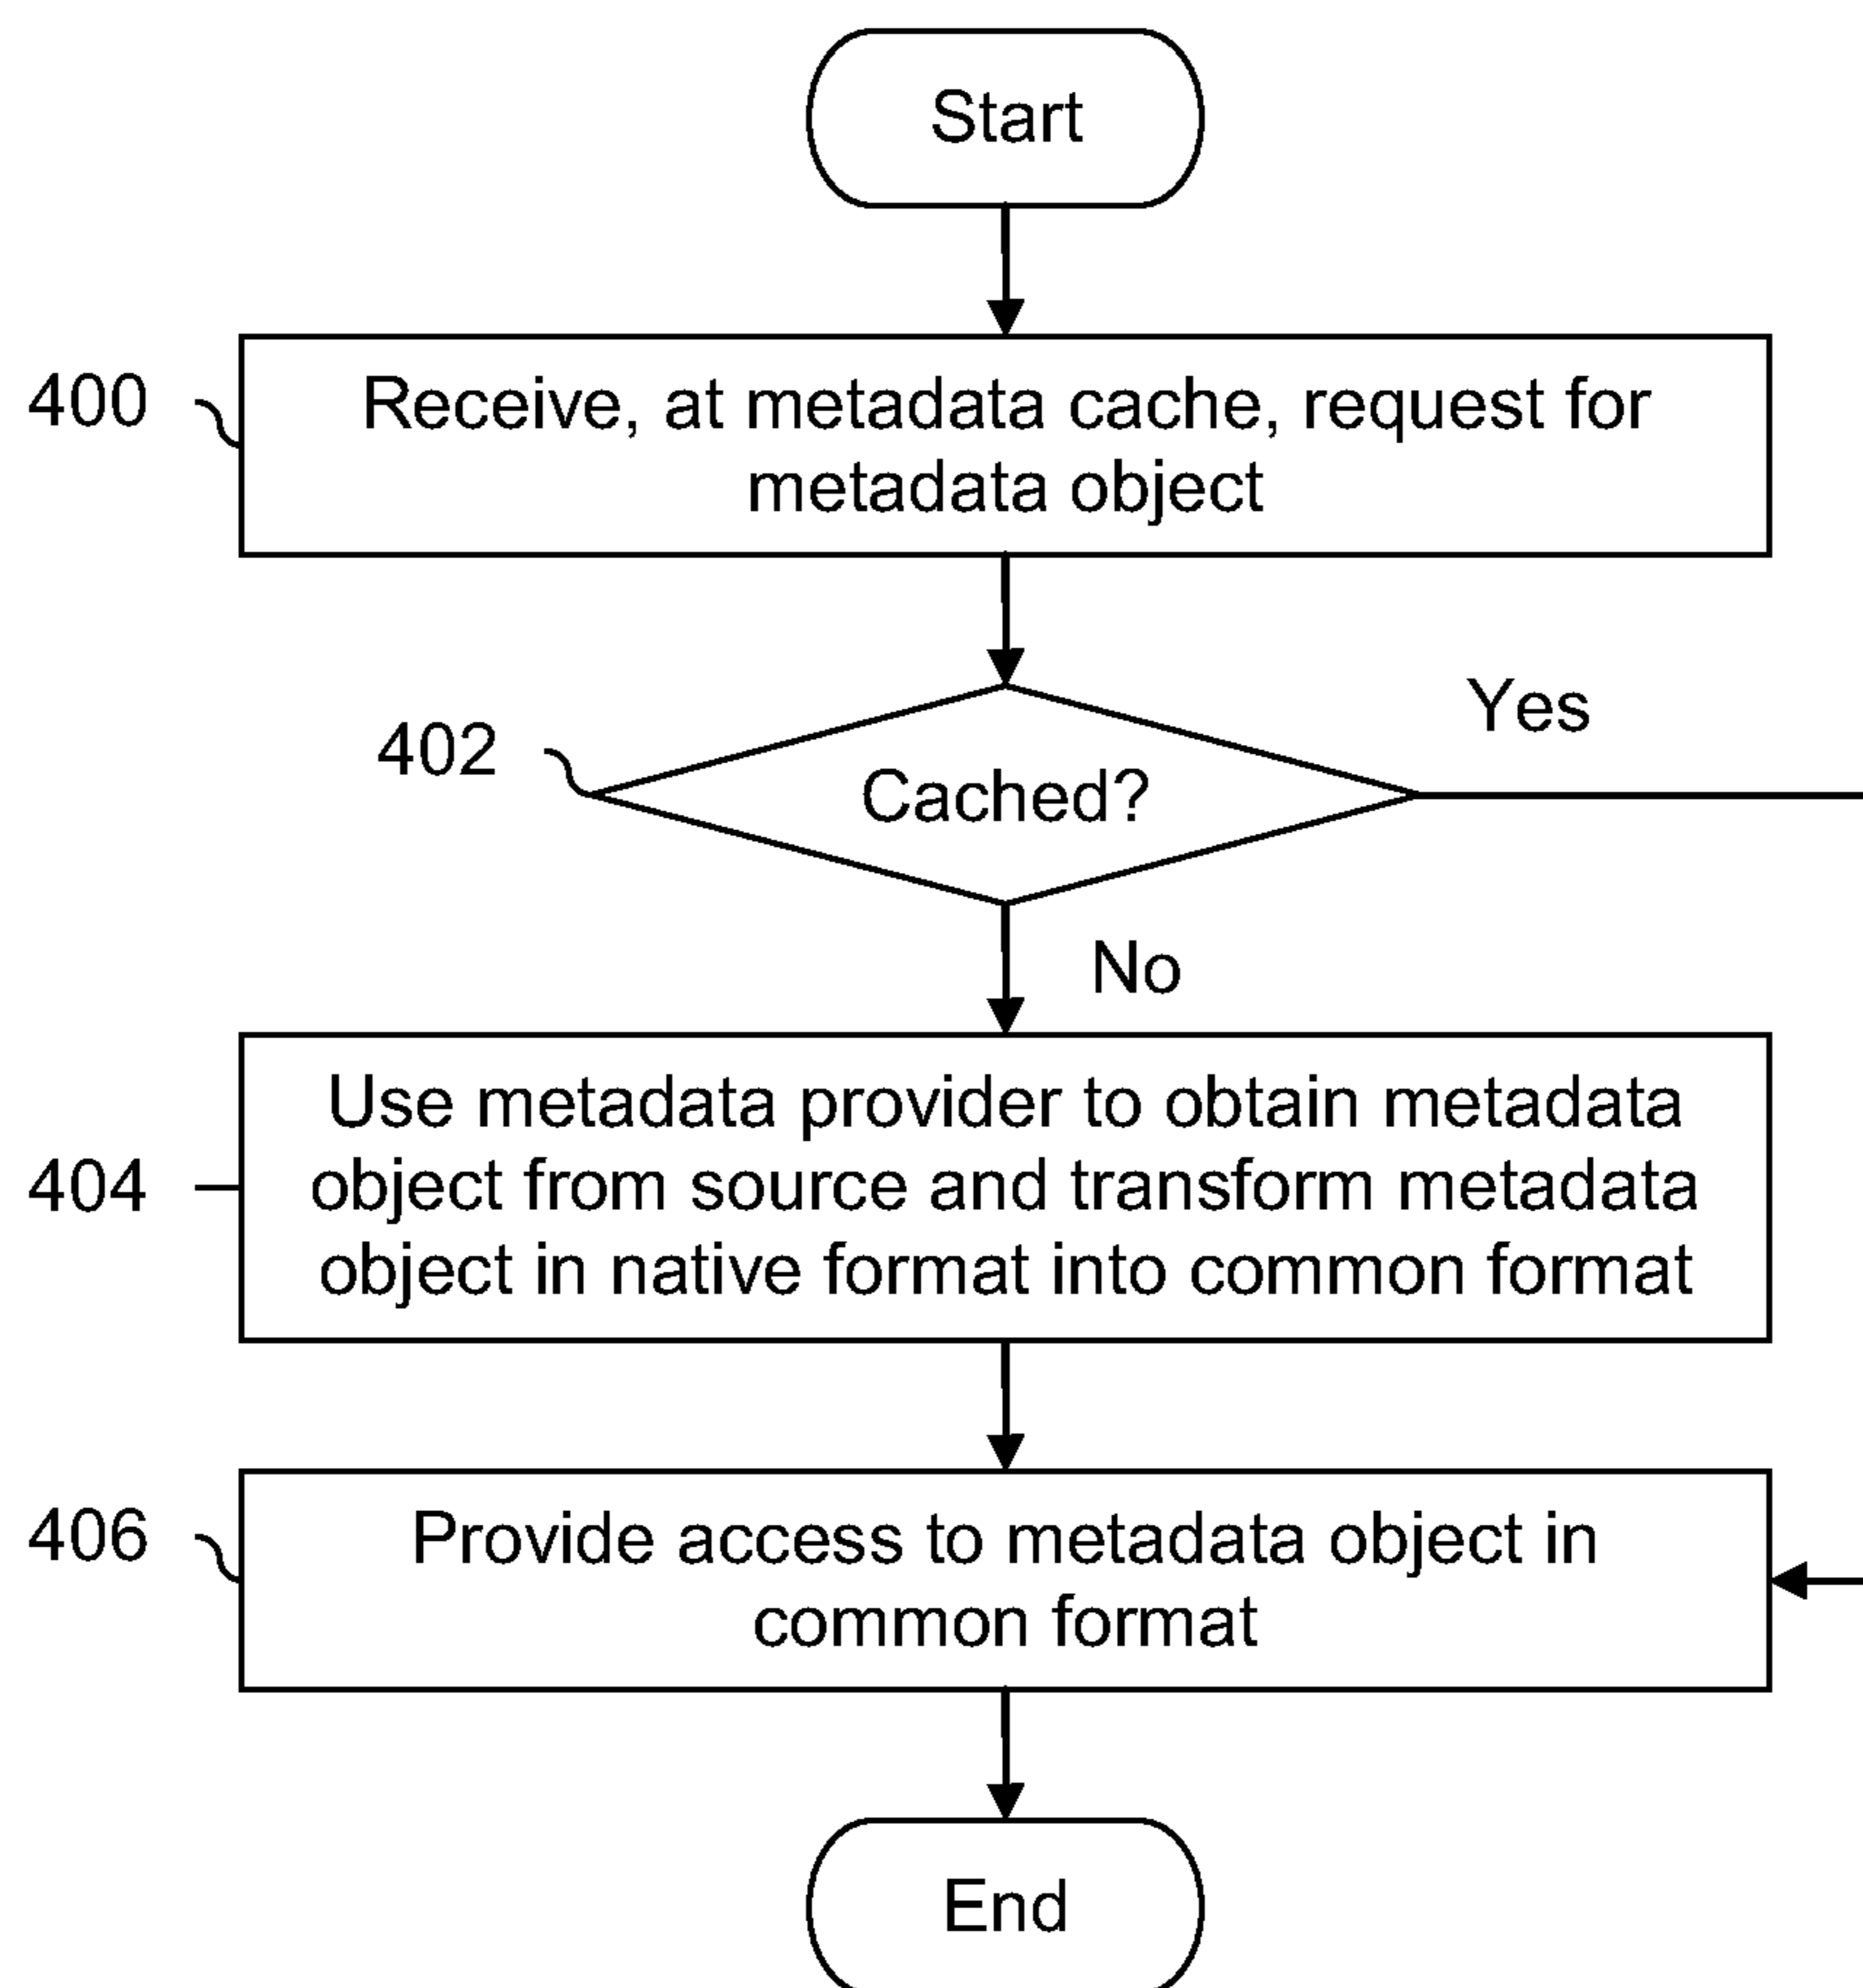 Start
400
Receive, at metadata cache, request for
metadata object
Yes
402
Cached?
No
Use metadata provider to obtain metadata
404
object from source and transform metadata
object in native format into common format
406
Provide access to metadata object in
common format
End